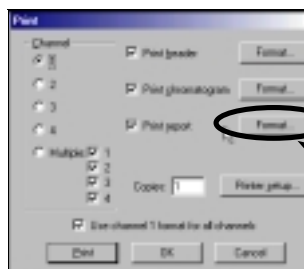 Print
Channel
1
Print header
Format...
2
Print chromatogram
Format...
3
4
Print report
Format...
Multiple: 1
2
3
4
Copies: 1
Printer setup...
Use channel 1 format for all channels
Print
OK
Cancel